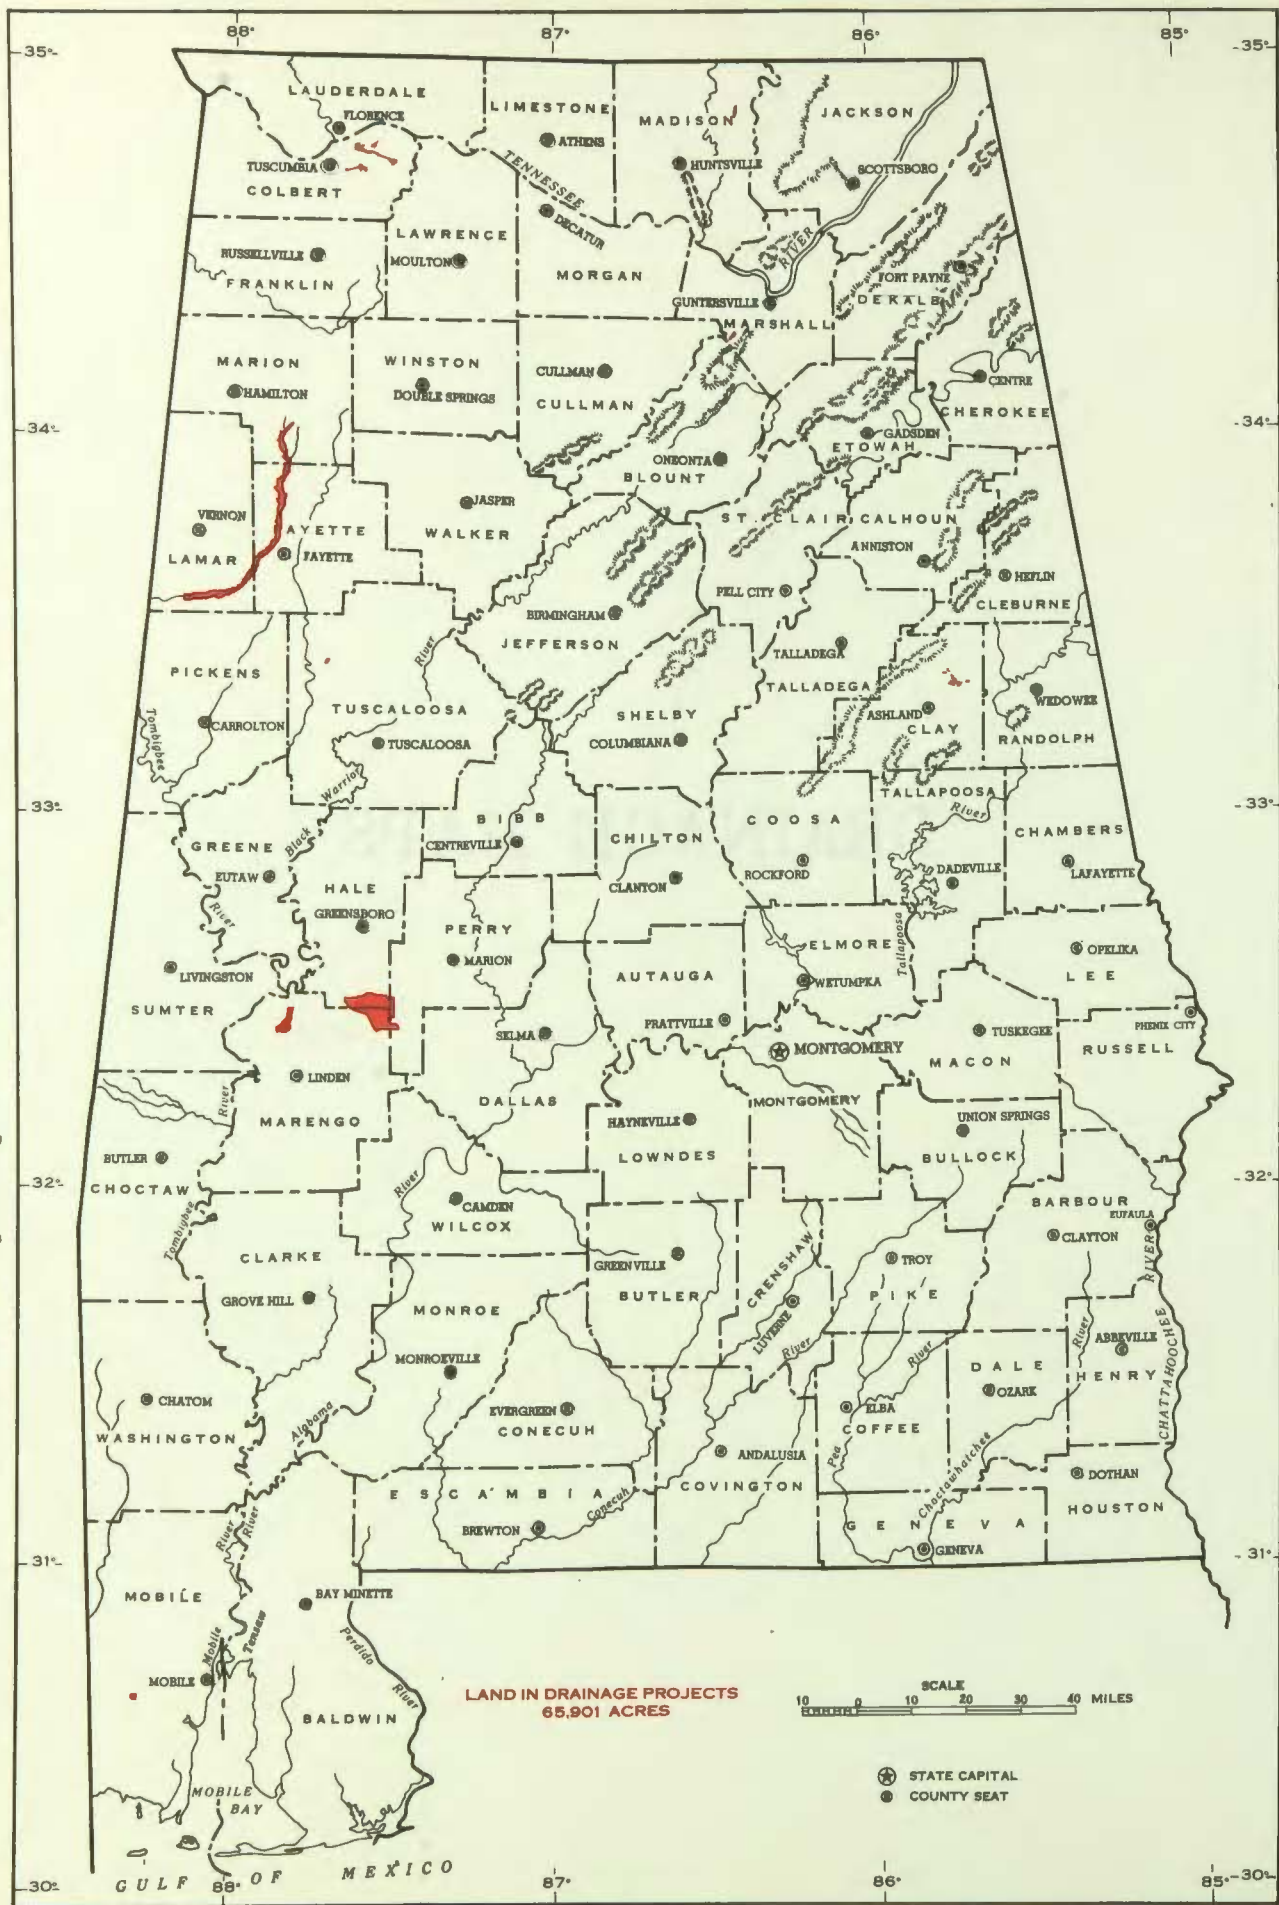 88° 87° 86° 85°
35° 35°
LAUDERDALE
FLORENCE
LIMESTONE
ATHENS
MADISON
JACKSON
TUSCUMBIA
COLBERT
TENNESSEE
HUNTSVILLE
SCOTTSBORO
DECATUR
LAWRENCE
MOULTON
RUSSELLVILLE
FRANKLIN
MORGAN
RIVER
FORT PAYNE
DEKALB
GUNTERSVILLE
MARSHALL
MARION
HAMILTON
WINSTON
DOUBLE SPRINGS
CULLMAN
CULLMAN
CENTRE
CHEROKEE
34° 34°
GADSDEN
ETOWAH
ONEONTA
BLOUNT
VERNON
LAMAR
AYETTE
FAYETTE
JASPER
WALKER
ST. CLAIR
CALHOUN
ANNISTON
PELL CITY
HEFLIN
CLEBURNE
BIRMINGHAM
JEFFERSON
River
PICKENS
TALLADEGA
TALLADEGA
WEDOWEE
RANDOLPH
ASHLAND
CLAY
CARROLTON
Tombigbee
TUSCALOOSA
TUSCALOOSA
SHELBY
COLUMBIANA
33° 33°
Warrior
Black
BIBB
CENTREVILLE
CHILTON
CLANTON
COOSA
ROCKFORD
TALLAPOOSA
River
DADEVILLE
CHAMBERS
LAFAYETTE
GREENE
EUTAW
River
HALE
GREENSBORO
PERRY
MARION
ELMORE
Tallapoosa
WETUMPKA
OPELIKA
LEE
LIVINGSTON
SUMTER
AUTAUGA
PRATTVILLE
SELMA
MONTGOMERY
TUSKEGEE
MACON
PHENIX CITY
RUSSELL
LINDEN
River
MARENGO
DALLAS
HAYNEVILLE
LOWNDES
MONTGOMERY
UNION SPRINGS
BULLOCK
BUTLER
CHOCTAW
32° 32°
Tombigbee
River
CAMDEN
WILCOX
BARBOUR
EUFAULA
CLAYTON
RIVER
CLARKE
GROVE HILL
GREENVILLE
BUTLER
CRENSHAW
LUVERNE
River
TROY
PIKE
River
MONROE
MONROEVILLE
DALE
OZARK
River
ABBEVILLE
HENRY
CHATTAHOOCHEE
CHATOM
WASHINGTON
Alabama
EVERGREEN
CONECUH
ELBA
COFFEE
Pea
Choctawhatchee
ANDALUSIA
COVINGTON
DOTHAN
HOUSTON
ESCAMBIA
Conecuh
BREWTON
GENEVA
GENEVA
River
River
31° 31°
MOBILE
BAY MINETTE
Mobile
Tensaw
Perdido
River
MOBILE
BALDWIN
LAND IN DRAINAGE PROJECTS
65,901 ACRES
SCALE
10 0 10 20 30 40 MILES
STATE CAPITAL
COUNTY SEAT
MOBILE
BAY
GULF OF MEXICO
30° 30°
88° 87° 86° 85°